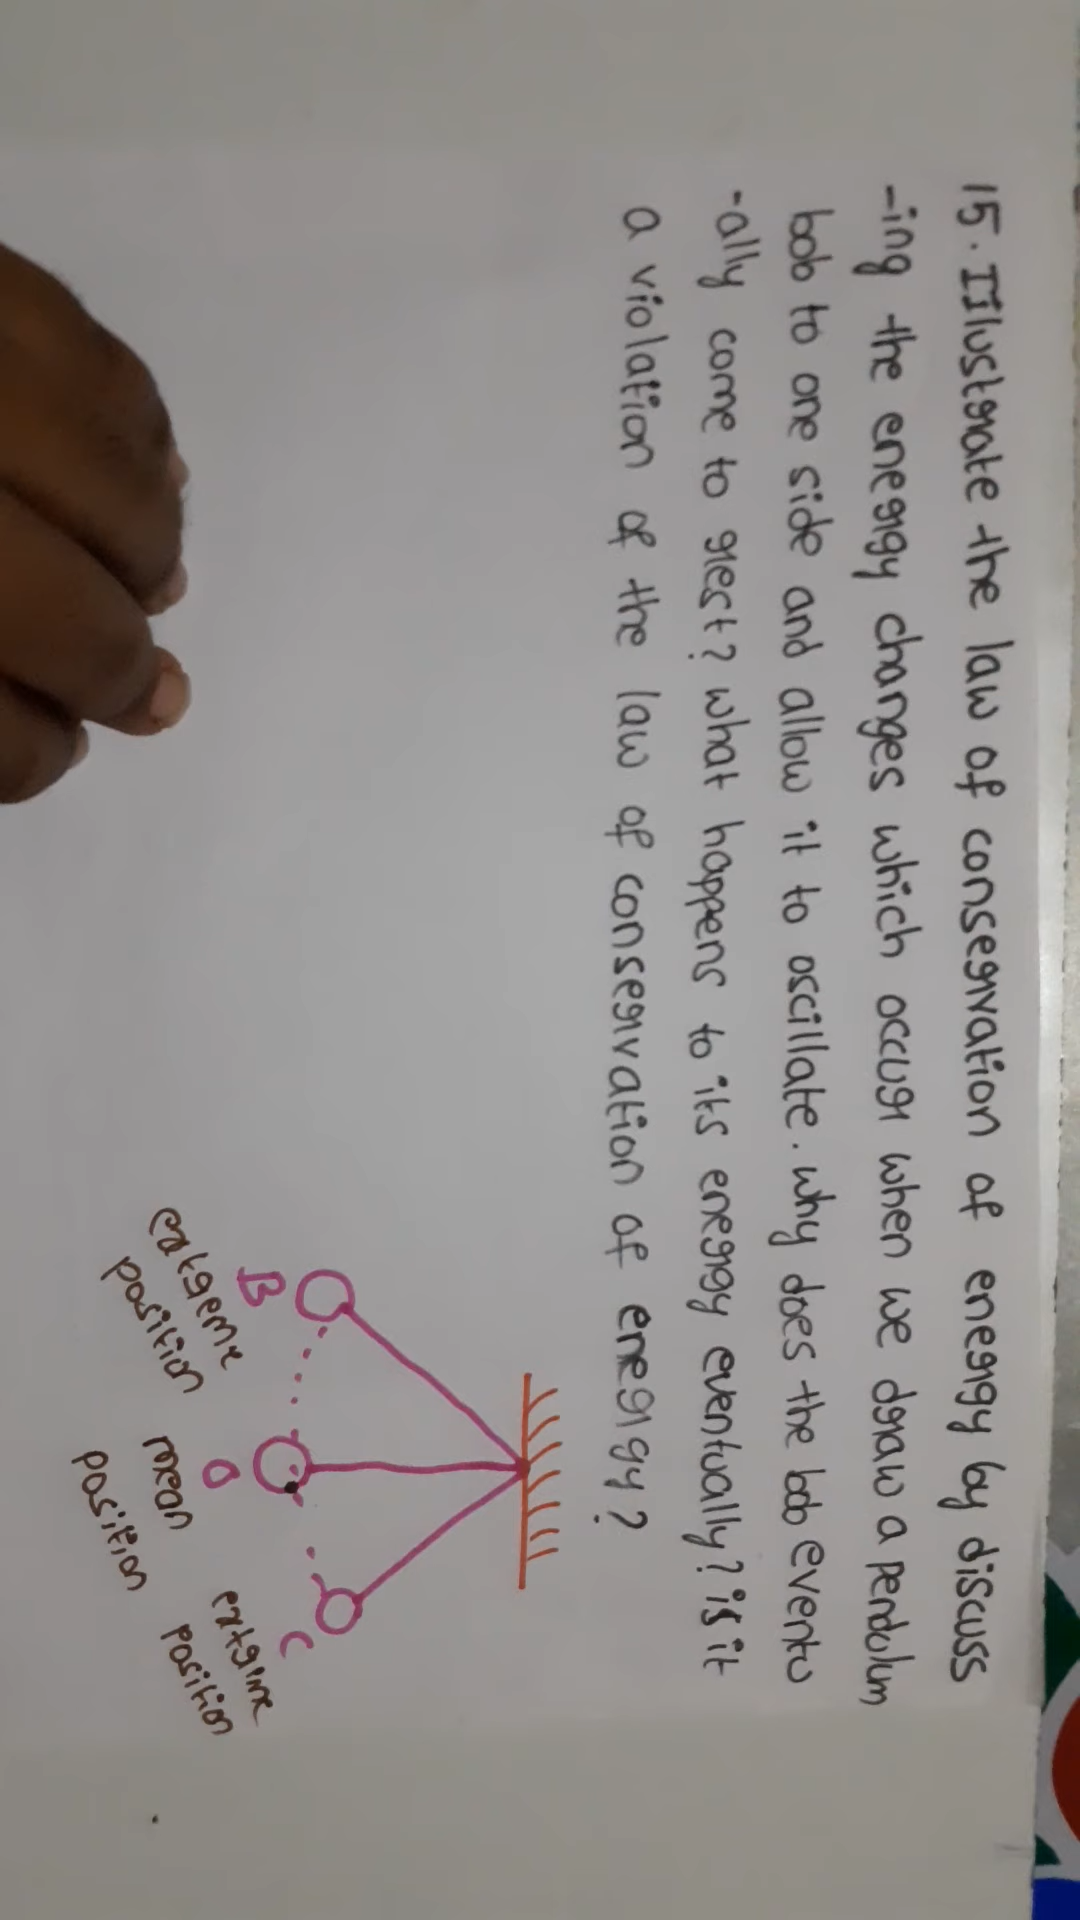 15. Illustrate the law of conservation of energy by discuss
-ing the energy changes which occur when we draw a pendulum
bob to one side and allow it to oscillate. why does the bob eventu
-ally come to rest? what happens to its energy eventually? is it
a violation of the law of conservation of energy?
B
extreme
position
O
mean
position
C
extrime
position